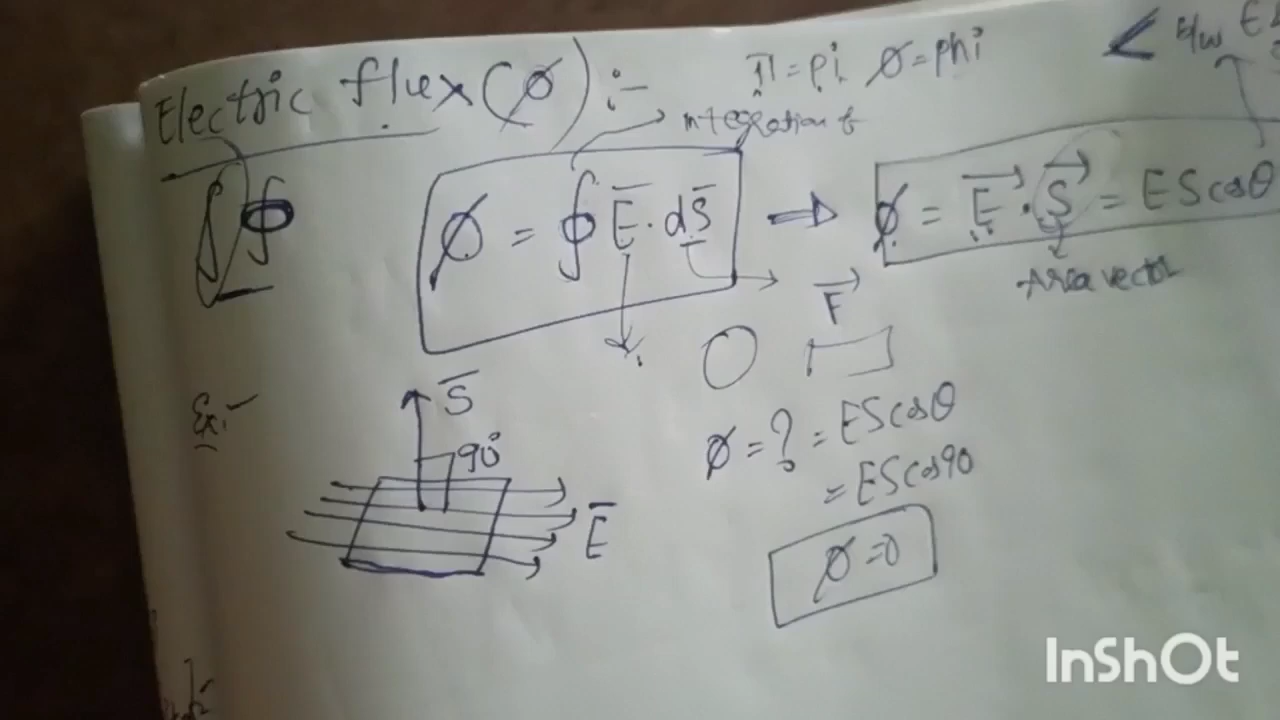 Electric flux (Ø) :-
π = pi Ø = phi
∠ b/w E
∫ ∮
integration of
Ø = ∮ E̅ · dS̅ ⇒ Ø = E⃗ · S⃗ = ES cosθ
Area vector
Ex:-
S̅
90°
E̅
Ø = ? = ES cosθ
= ES cos90
Ø = 0
InShOt